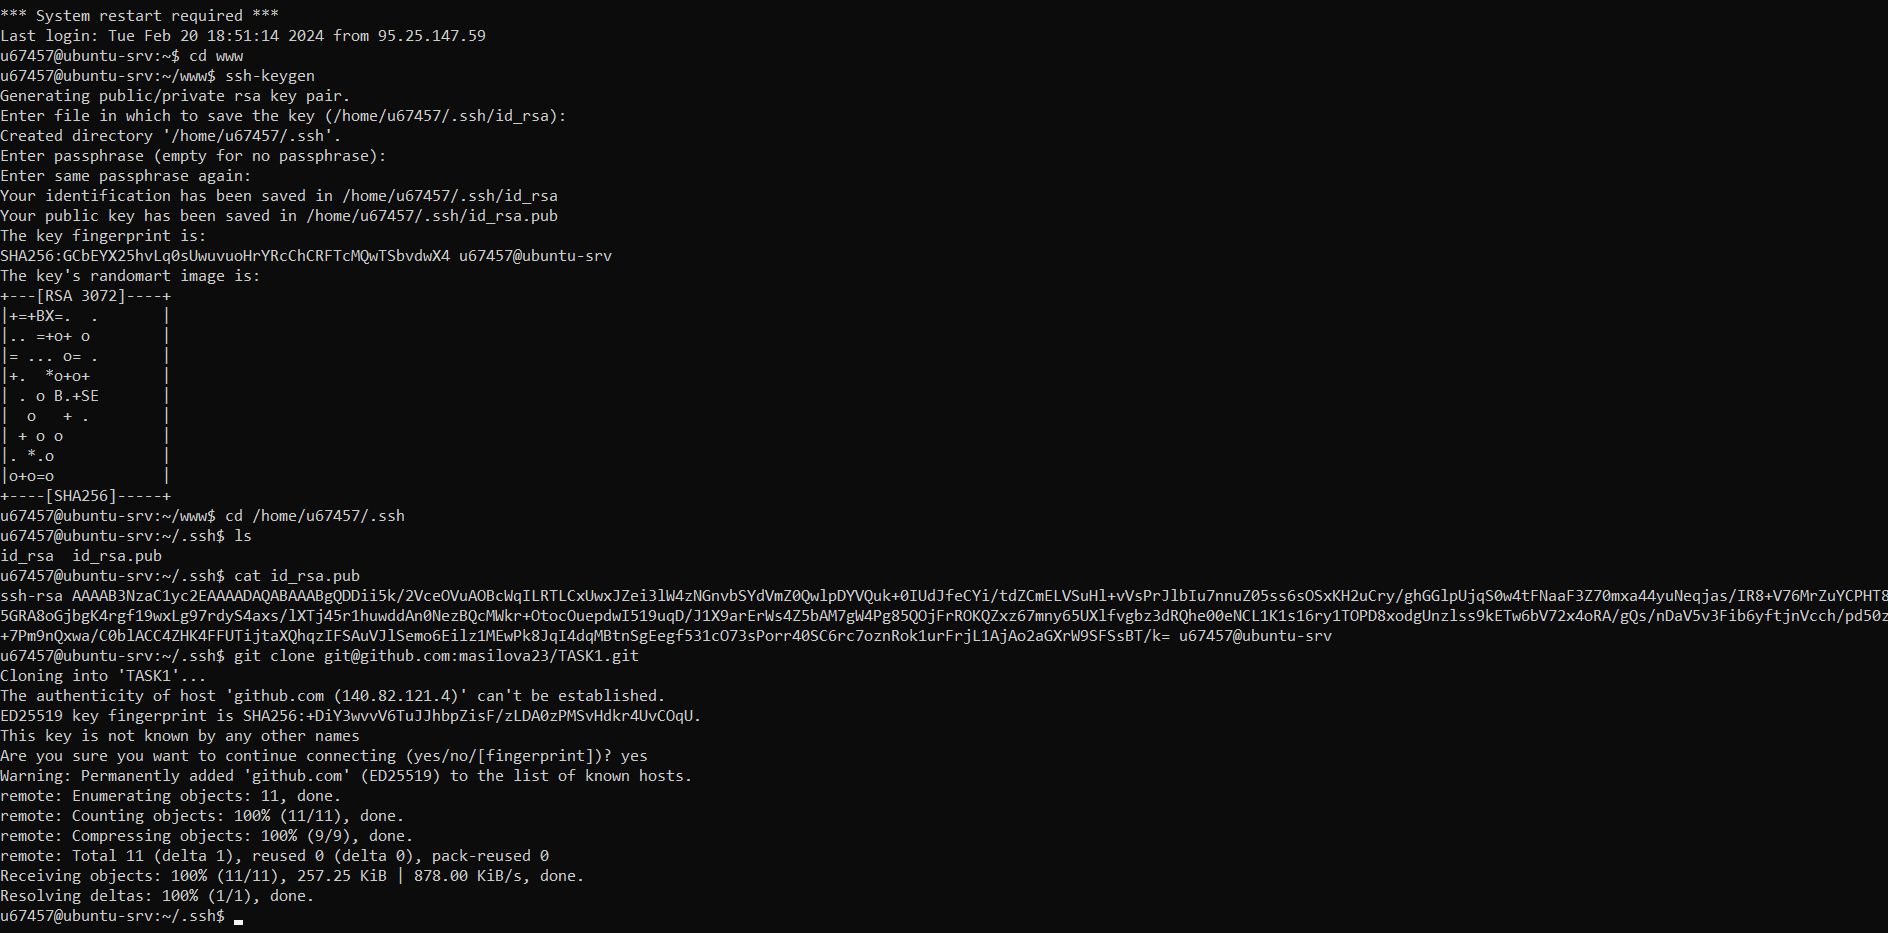 *** System restart required ***
Last login: Tue Feb 20 18:51:14 2024 from 95.25.147.59
u67457@ubuntu-srv:~$ cd www
u67457@ubuntu-srv:~/www$ ssh-keygen
Generating public/private rsa key pair.
Enter file in which to save the key (/home/u67457/.ssh/id_rsa):
Created directory '/home/u67457/.ssh'.
Enter passphrase (empty for no passphrase):
Enter same passphrase again:
Your identification has been saved in /home/u67457/.ssh/id_rsa
Your public key has been saved in /home/u67457/.ssh/id_rsa.pub
The key fingerprint is:
SHA256:GCbEYX25hvLq0sUwuvuoHrYRcChCRFTcMQwTSbvdwX4 u67457@ubuntu-srv
The key's randomart image is:
+---[RSA 3072]----+
|+=+BX=.  .       |
|.. =+o+ o        |
|= ... o= .       |
|+.  *o+o+        |
| . o B.+SE       |
|  o   + .        |
| + o o           |
|. *.o            |
|o+o=o            |
+----[SHA256]-----+
u67457@ubuntu-srv:~/www$ cd /home/u67457/.ssh
u67457@ubuntu-srv:~/.ssh$ ls
id_rsa  id_rsa.pub
u67457@ubuntu-srv:~/.ssh$ cat id_rsa.pub
ssh-rsa AAAAB3NzaC1yc2EAAAADAQABAAABgQDDii5k/2VceOVuAOBcWqILRTLCxUwxJZei3lW4zNGnvbSYdVmZ0QwlpDYVQuk+0IUdJfeCYi/tdZCmELVSuHl+vVsPrJlbIu7nnuZ05ss6sOSxKH2uCry/ghGGlpUjqS0w4tFNaaF3Z70mxa44yuNeqjas/IR8+V76MrZuYCPHT8
5GRA8oGjbgK4rgf19wxLg97rdyS4axs/lXTj45r1huwddAn0NezBQcMWkr+OtocOuepdwI519uqD/J1X9arErWs4Z5bAM7gW4Pg85QOjFrROKQZxz67mny65UXlfvgbz3dRQhe00eNCL1K1s16ry1TOPD8xodgUnzlss9kETw6bV72x4oRA/gQs/nDaV5v3Fib6yftjnVcch/pd50z
+7Pm9nQxwa/C0blACC4ZHK4FFUTijtaXQhqzIFSAuVJlSemo6Eilz1MEwPk8JqI4dqMBtnSgEegf531cO73sPorr40SC6rc7oznRok1urFrjL1AjAo2aGXrW9SFSsBT/k= u67457@ubuntu-srv
u67457@ubuntu-srv:~/.ssh$ git clone git@github.com:masilova23/TASK1.git
Cloning into 'TASK1'...
The authenticity of host 'github.com (140.82.121.4)' can't be established.
ED25519 key fingerprint is SHA256:+DiY3wvvV6TuJJhbpZisF/zLDA0zPMSvHdkr4UvCOqU.
This key is not known by any other names
Are you sure you want to continue connecting (yes/no/[fingerprint])? yes
Warning: Permanently added 'github.com' (ED25519) to the list of known hosts.
remote: Enumerating objects: 11, done.
remote: Counting objects: 100% (11/11), done.
remote: Compressing objects: 100% (9/9), done.
remote: Total 11 (delta 1), reused 0 (delta 0), pack-reused 0
Receiving objects: 100% (11/11), 257.25 KiB | 878.00 KiB/s, done.
Resolving deltas: 100% (1/1), done.
u67457@ubuntu-srv:~/.ssh$